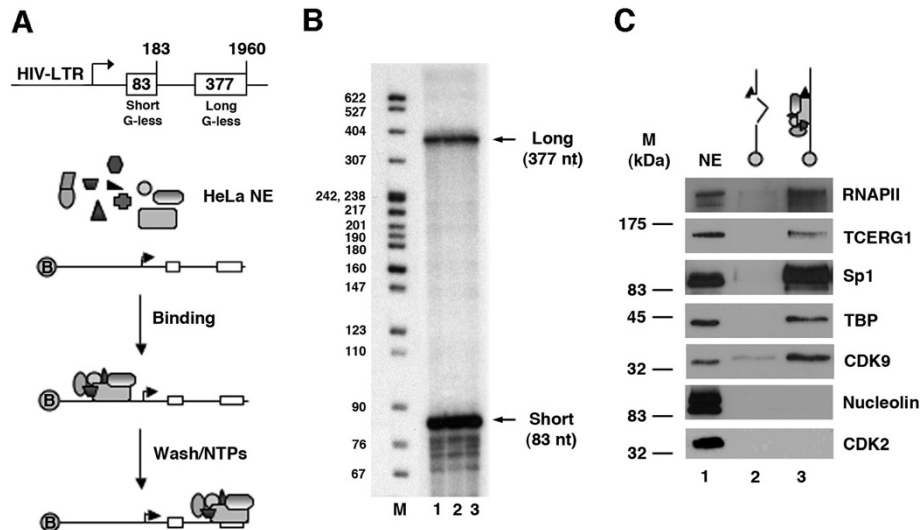 A
183
1960
HIV-LTR
83
377
Short
G-less
Long
G-less
HeLa NE
B
Binding
B
Wash/NTPs
B
B
622
527
404
307
242, 238
217
201
190
180
160
147
123
110
90
76
67
Long
(377 nt)
Short
(83 nt)
M 1 2 3
C
M
(kDa)
NE
175
83
45
32
83
32
RNAPII
TCERG1
Sp1
TBP
CDK9
Nucleolin
CDK2
1 2 3